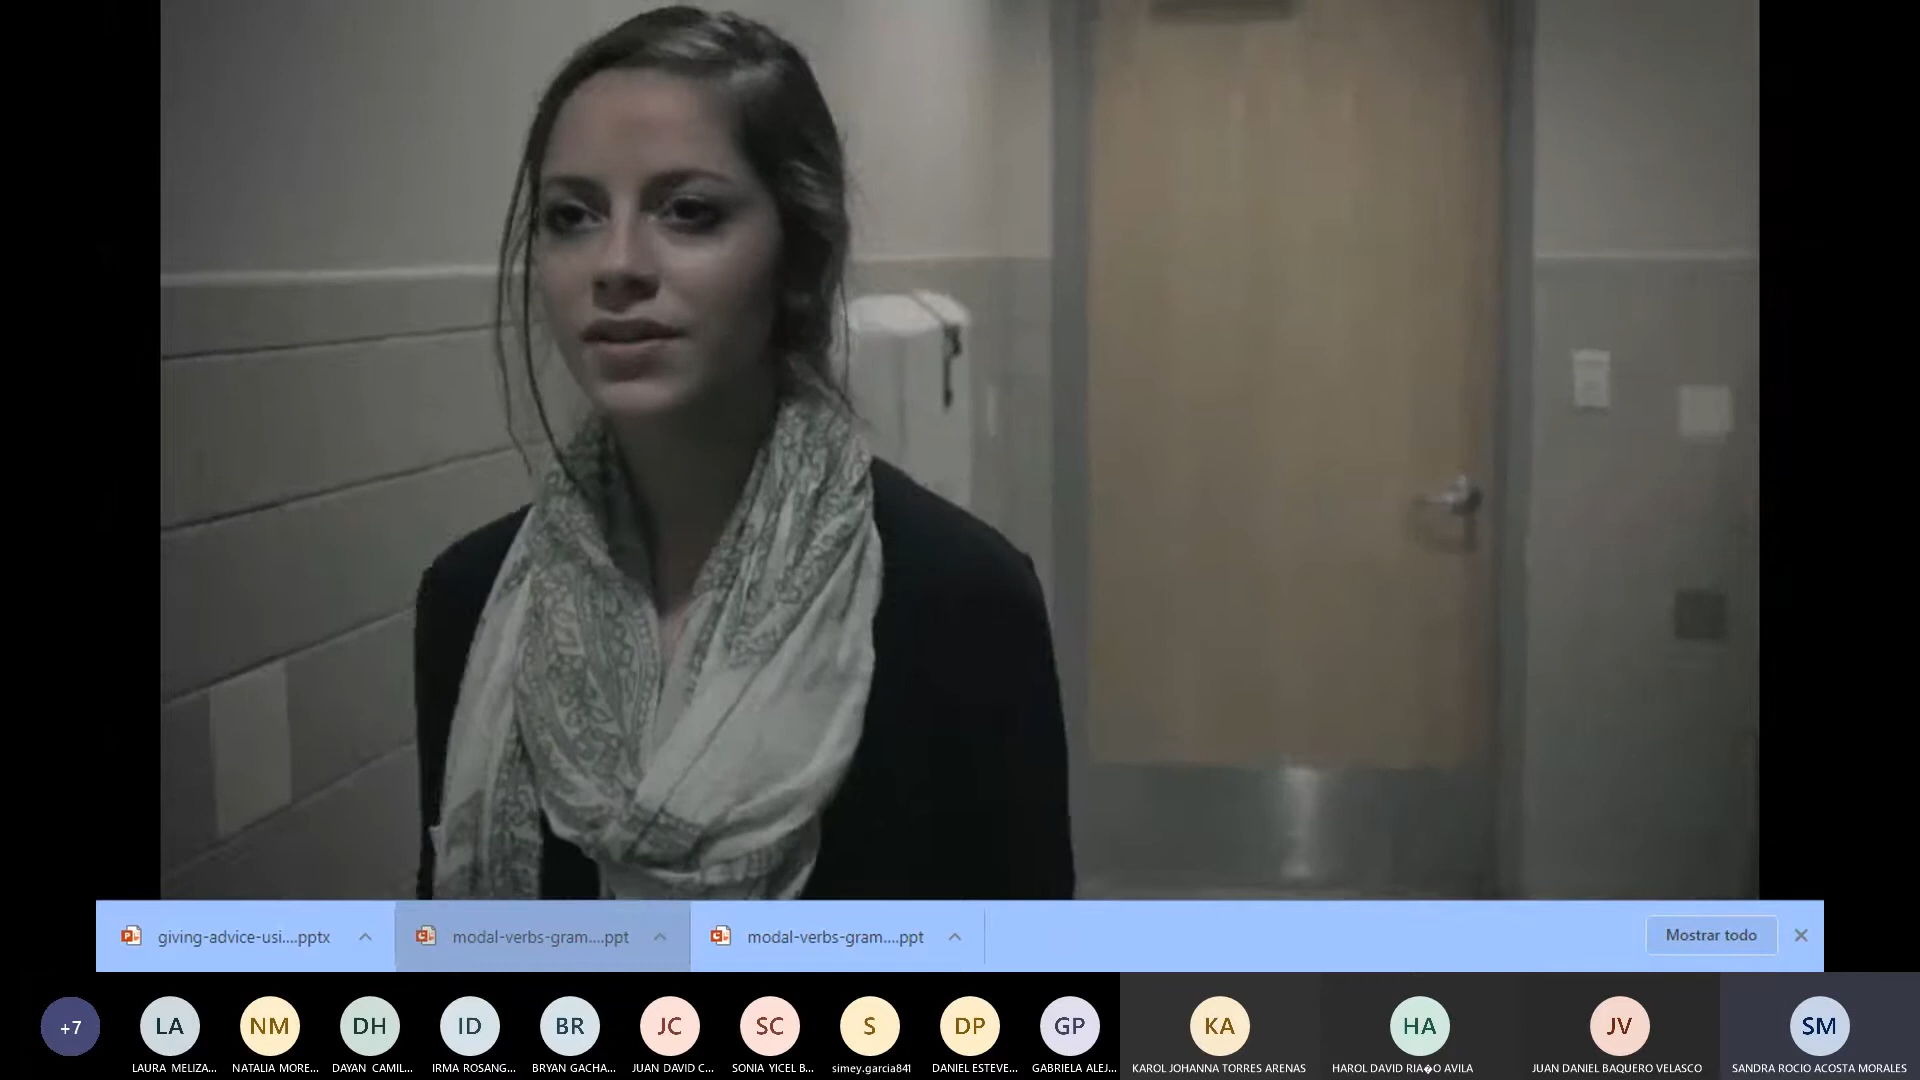 giving-advice-usi....pptx
modal-verbs-gram....ppt
modal-verbs-gram....ppt
Mostrar todo
+7
LA
NM
DH
ID
BR
JC
SC
S
DP
GP
KA
HA
JV
SM
LAURA MELIZA...
NATALIA MORE...
DAYAN CAMIL...
IRMA ROSANG...
BRYAN GACHA...
JUAN DAVID C...
SONIA YICEL B...
simey.garcia841
DANIEL ESTEVE...
GABRIELA ALEJ...
KAROL JOHANNA TORRES ARENAS
HAROL DAVID RIA�O AVILA
JUAN DANIEL BAQUERO VELASCO
SANDRA ROCIO ACOSTA MORALES